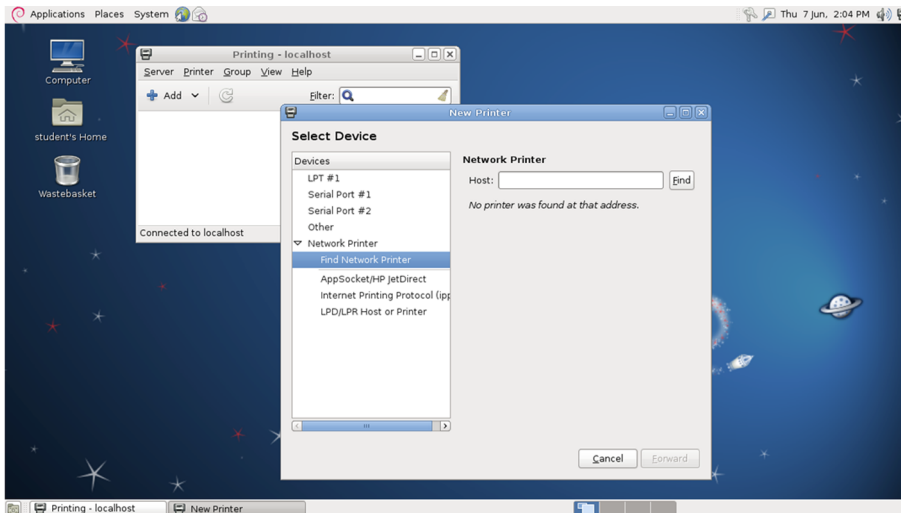 Applications Places System
Thu 7 Jun, 2:04 PM
Computer
student's Home
Wastebasket
Printing - localhost
Server Printer Group View Help
Add
Filter:
Connected to localhost
New Printer
Select Device
Devices
LPT #1
Serial Port #1
Serial Port #2
Other
Network Printer
Find Network Printer
AppSocket/HP JetDirect
Internet Printing Protocol (ipp
LPD/LPR Host or Printer
Network Printer
Host:
Find
No printer was found at that address.
Cancel
Forward
Printing - localhost
New Printer